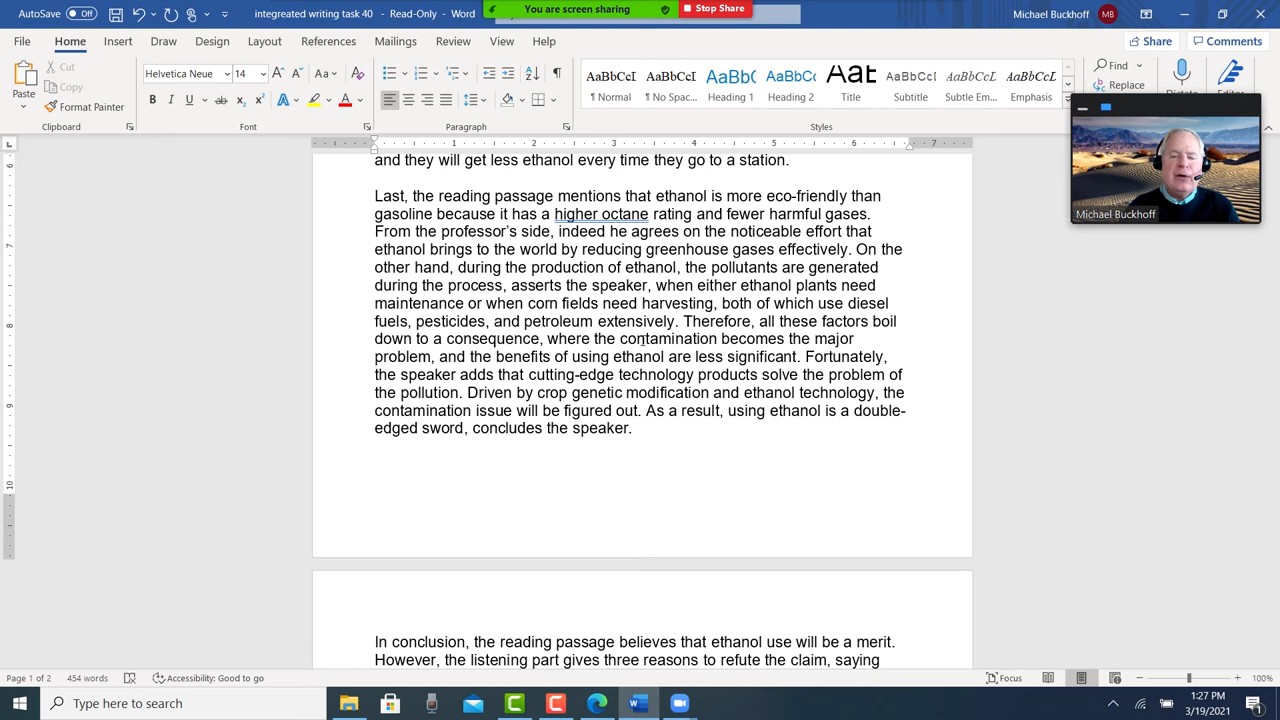 AutoSave Off integrated writing task 40 - Read-Only - Word You are screen sharing Stop Share Michael Buckhoff MB
File Home Insert Draw Design Layout References Mailings Review View Help Share Comments
Cut Copy Format Painter Paste
Helvetica Neue 14
AaBbCcI AaBbCcI AaBbC AaBbCc AaB AaBbCcI AaBbCcL AaBbCcL
¶ Normal ¶ No Spac... Heading 1 Heading 2 Title Subtitle Subtle Em... Emphasis
Find Replace Dictate Editor
Clipboard Font Paragraph Styles
Michael Buckhoff
and they will get less ethanol every time they go to a station.
Last, the reading passage mentions that ethanol is more eco-friendly than
gasoline because it has a higher octane rating and fewer harmful gases.
From the professor's side, indeed he agrees on the noticeable effort that
ethanol brings to the world by reducing greenhouse gases effectively. On the
other hand, during the production of ethanol, the pollutants are generated
during the process, asserts the speaker, when either ethanol plants need
maintenance or when corn fields need harvesting, both of which use diesel
fuels, pesticides, and petroleum extensively. Therefore, all these factors boil
down to a consequence, where the contamination becomes the major
problem, and the benefits of using ethanol are less significant. Fortunately,
the speaker adds that cutting-edge technology products solve the problem of
the pollution. Driven by crop genetic modification and ethanol technology, the
contamination issue will be figured out. As a result, using ethanol is a double-
edged sword, concludes the speaker.
In conclusion, the reading passage believes that ethanol use will be a merit.
However, the listening part gives three reasons to refute the claim, saying
Page 1 of 2 454 words Accessibility: Good to go Focus 100%
Type here to search 1:27 PM
3/19/2021